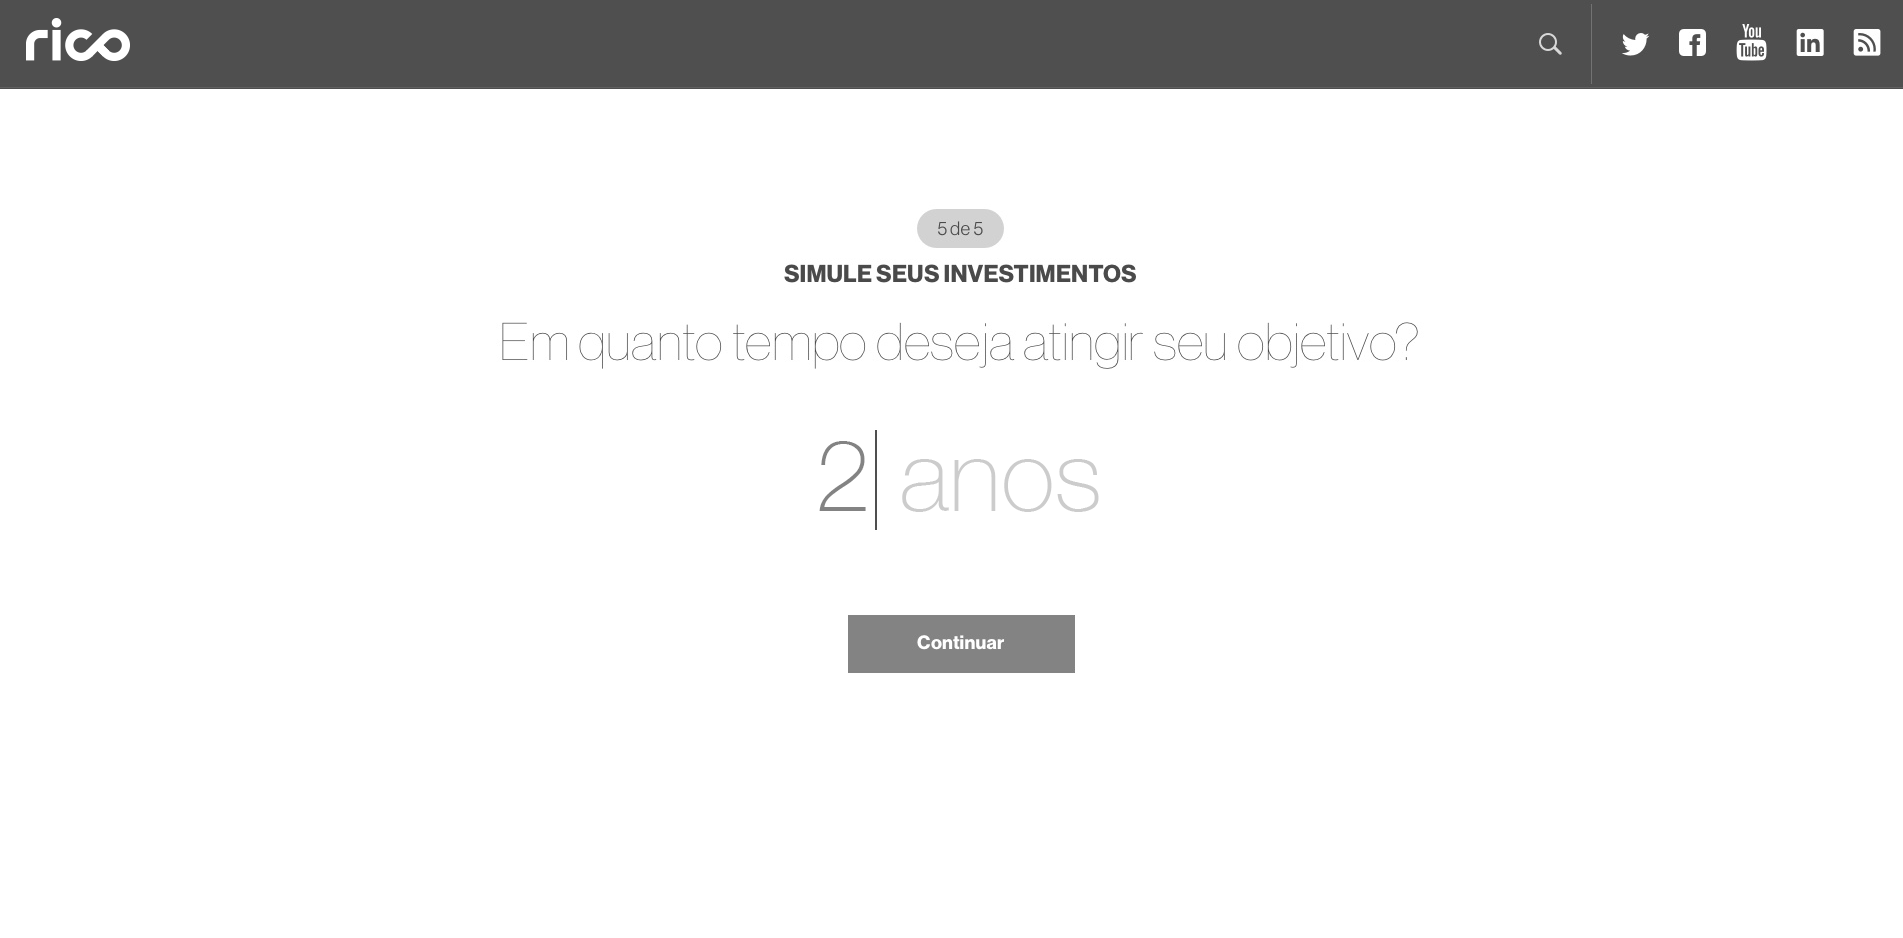 rico
You
Tube
in
5 de 5
SIMULE SEUS INVESTIMENTOS
Em quanto tempo deseja atingir seu objetivo?
2 anos
Continuar